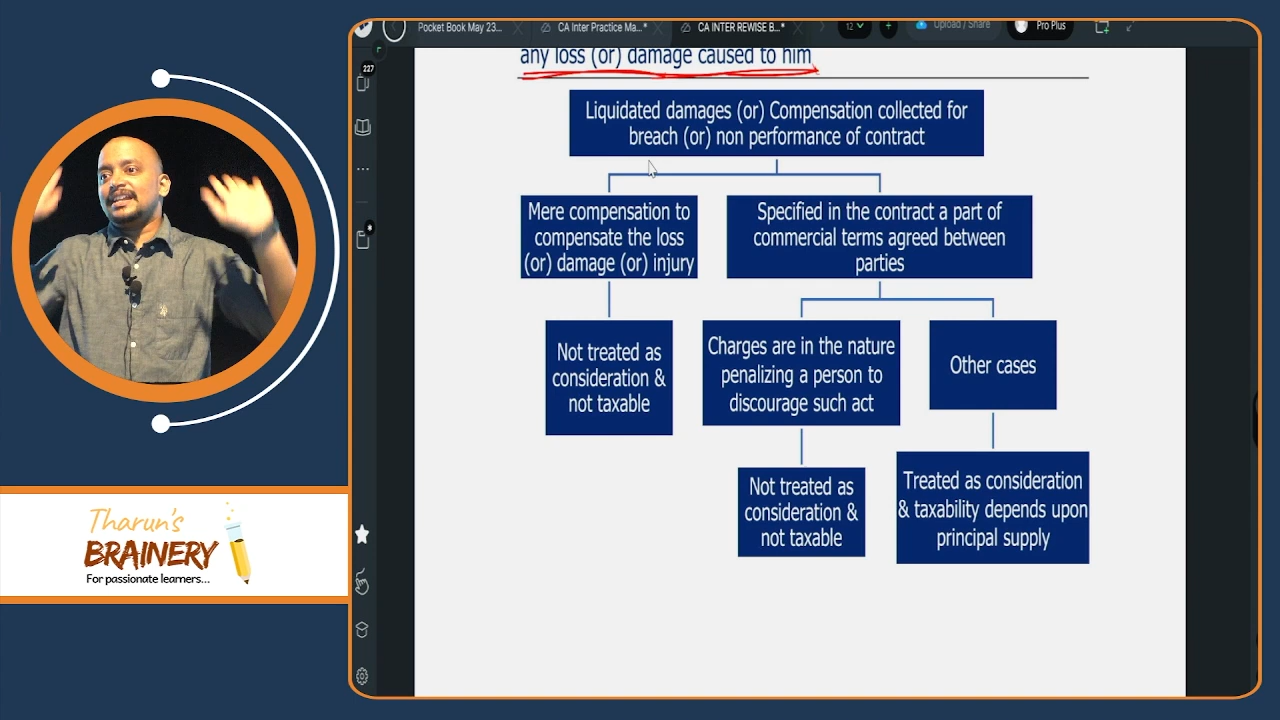 Pocket Book May 23...
CA Inter Practice Ma...*
CA INTER REWISE B...*
12
Upload / Share
Pro Plus
227
any loss (or) damage caused to him
Liquidated damages (or) Compensation collected for
breach (or) non performance of contract
Mere compensation to
compensate the loss
(or) damage (or) injury
Specified in the contract a part of
commercial terms agreed between
parties
Not treated as
consideration &
not taxable
Charges are in the nature
penalizing a person to
discourage such act
Other cases
Not treated as
consideration &
not taxable
Treated as consideration
& taxability depends upon
principal supply
Tharun's
BRAINERY
For passionate learners...